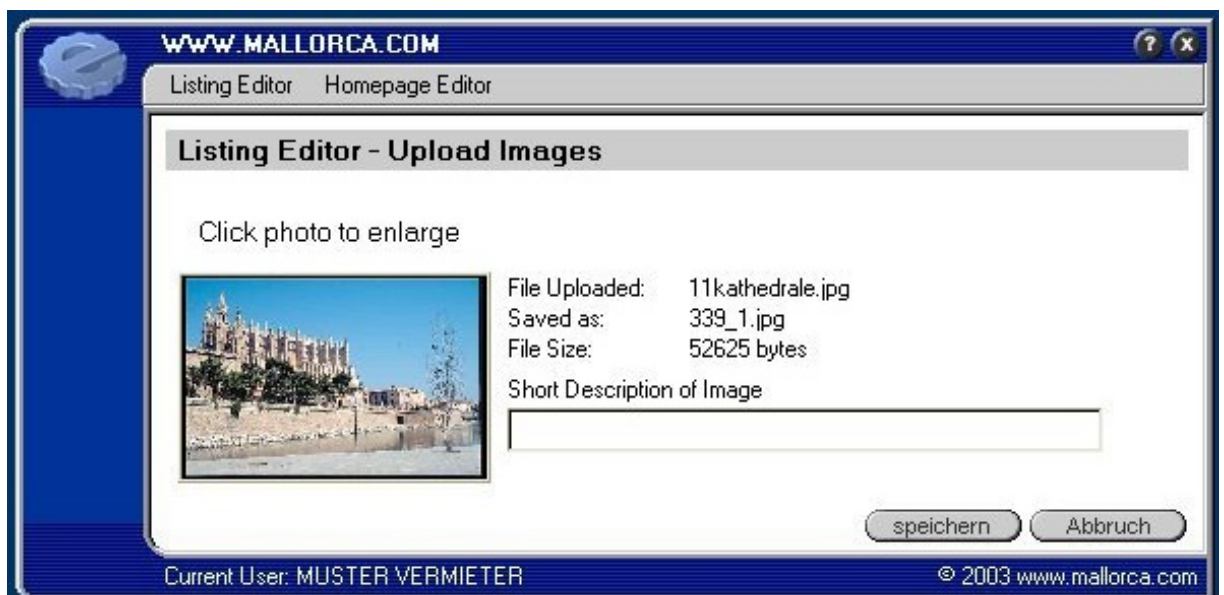 WWW.MALLORCA.COM
? X
Listing Editor Homepage Editor
Listing Editor - Upload Images
Click photo to enlarge
File Uploaded: 11kathedrale.jpg
Saved as: 339_1.jpg
File Size: 52625 bytes
Short Description of Image
speichern Abbruch
Current User: MUSTER VERMIETER © 2003 www.mallorca.com